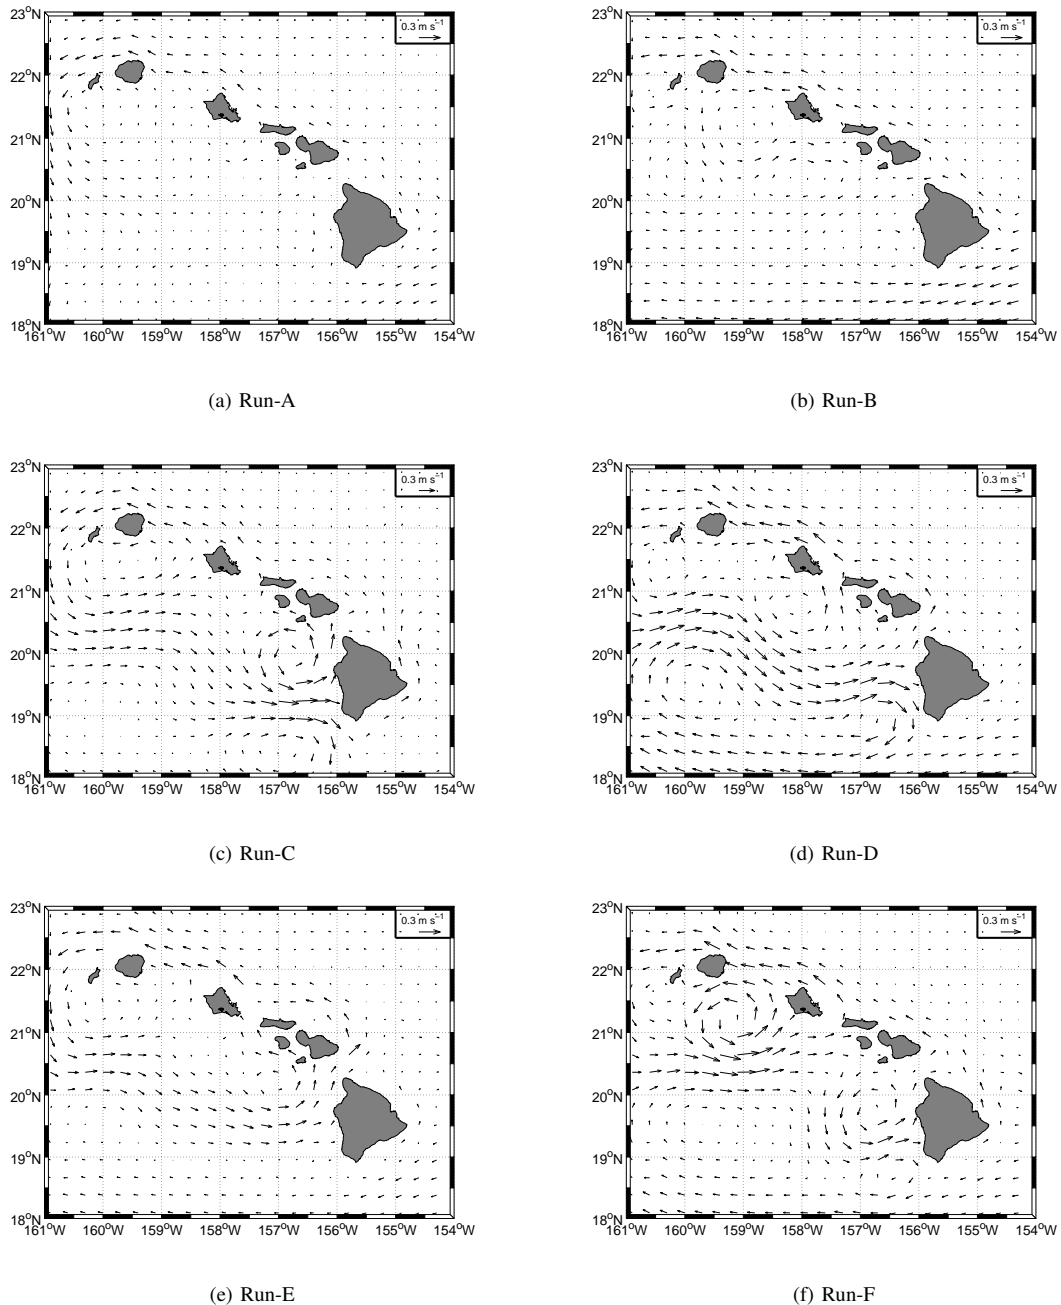 23°N
22°N
21°N
20°N
19°N
18°N
161°W 160°W 159°W 158°W 157°W 156°W 155°W 154°W
0.3 m s⁻¹
(a) Run-A
23°N
22°N
21°N
20°N
19°N
18°N
161°W 160°W 159°W 158°W 157°W 156°W 155°W 154°W
0.3 m s⁻¹
(b) Run-B
23°N
22°N
21°N
20°N
19°N
18°N
161°W 160°W 159°W 158°W 157°W 156°W 155°W 154°W
0.3 m s⁻¹
(c) Run-C
23°N
22°N
21°N
20°N
19°N
18°N
161°W 160°W 159°W 158°W 157°W 156°W 155°W 154°W
0.3 m s⁻¹
(d) Run-D
23°N
22°N
21°N
20°N
19°N
18°N
161°W 160°W 159°W 158°W 157°W 156°W 155°W 154°W
0.3 m s⁻¹
(e) Run-E
23°N
22°N
21°N
20°N
19°N
18°N
161°W 160°W 159°W 158°W 157°W 156°W 155°W 154°W
0.3 m s⁻¹
(f) Run-F